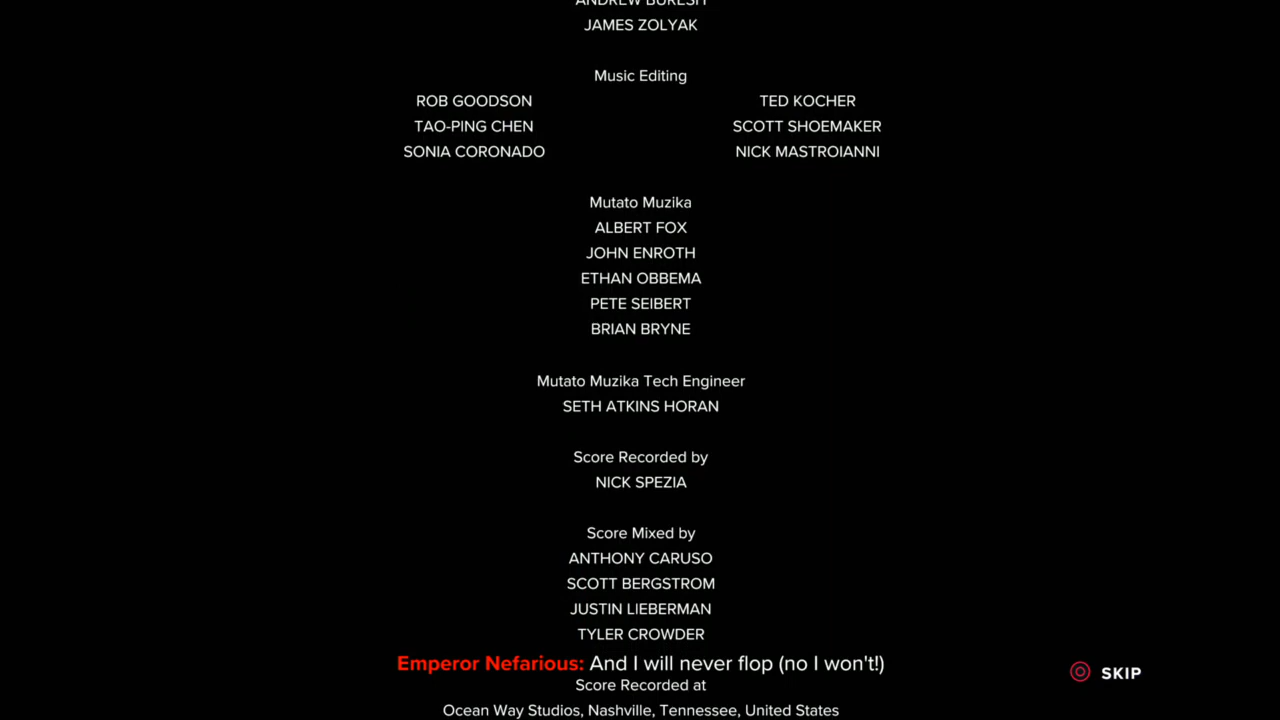 ANDREW BURESH
JAMES ZOLYAK
Music Editing
ROB GOODSON
TED KOCHER
TAO-PING CHEN
SCOTT SHOEMAKER
SONIA CORONADO
NICK MASTROIANNI
Mutato Muzika
ALBERT FOX
JOHN ENROTH
ETHAN OBBEMA
PETE SEIBERT
BRIAN BRYNE
Mutato Muzika Tech Engineer
SETH ATKINS HORAN
Score Recorded by
NICK SPEZIA
Score Mixed by
ANTHONY CARUSO
SCOTT BERGSTROM
JUSTIN LIEBERMAN
TYLER CROWDER
Emperor Nefarious: And I will never flop (no I won't!)
SKIP
Score Recorded at
Ocean Way Studios, Nashville, Tennessee, United States